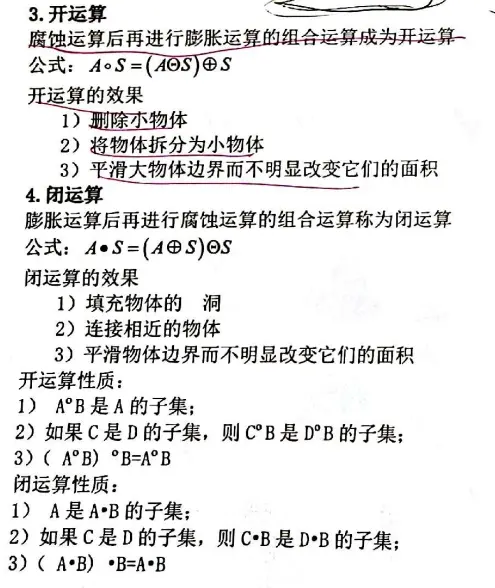 3. 开运算
腐蚀运算后再进行膨胀运算的组合运算成为开运算
公式：A∘S=(AΘS)⊕S
开运算的效果
1）删除小物体
2）将物体拆分为小物体
3）平滑大物体边界而不明显改变它们的面积
4. 闭运算
膨胀运算后再进行腐蚀运算的组合运算称为闭运算
公式：A•S=(A⊕S)ΘS
闭运算的效果
1）填充物体的 洞
2）连接相近的物体
3）平滑物体边界而不明显改变它们的面积
开运算性质：
1） A°B 是 A 的子集；
2）如果 C 是 D 的子集，则 C°B 是 D°B 的子集；
3）（ A°B）°B=A°B
闭运算性质：
1） A 是 A•B 的子集；
2）如果 C 是 D 的子集，则 C•B 是 D•B 的子集；
3）（ A•B）•B=A•B